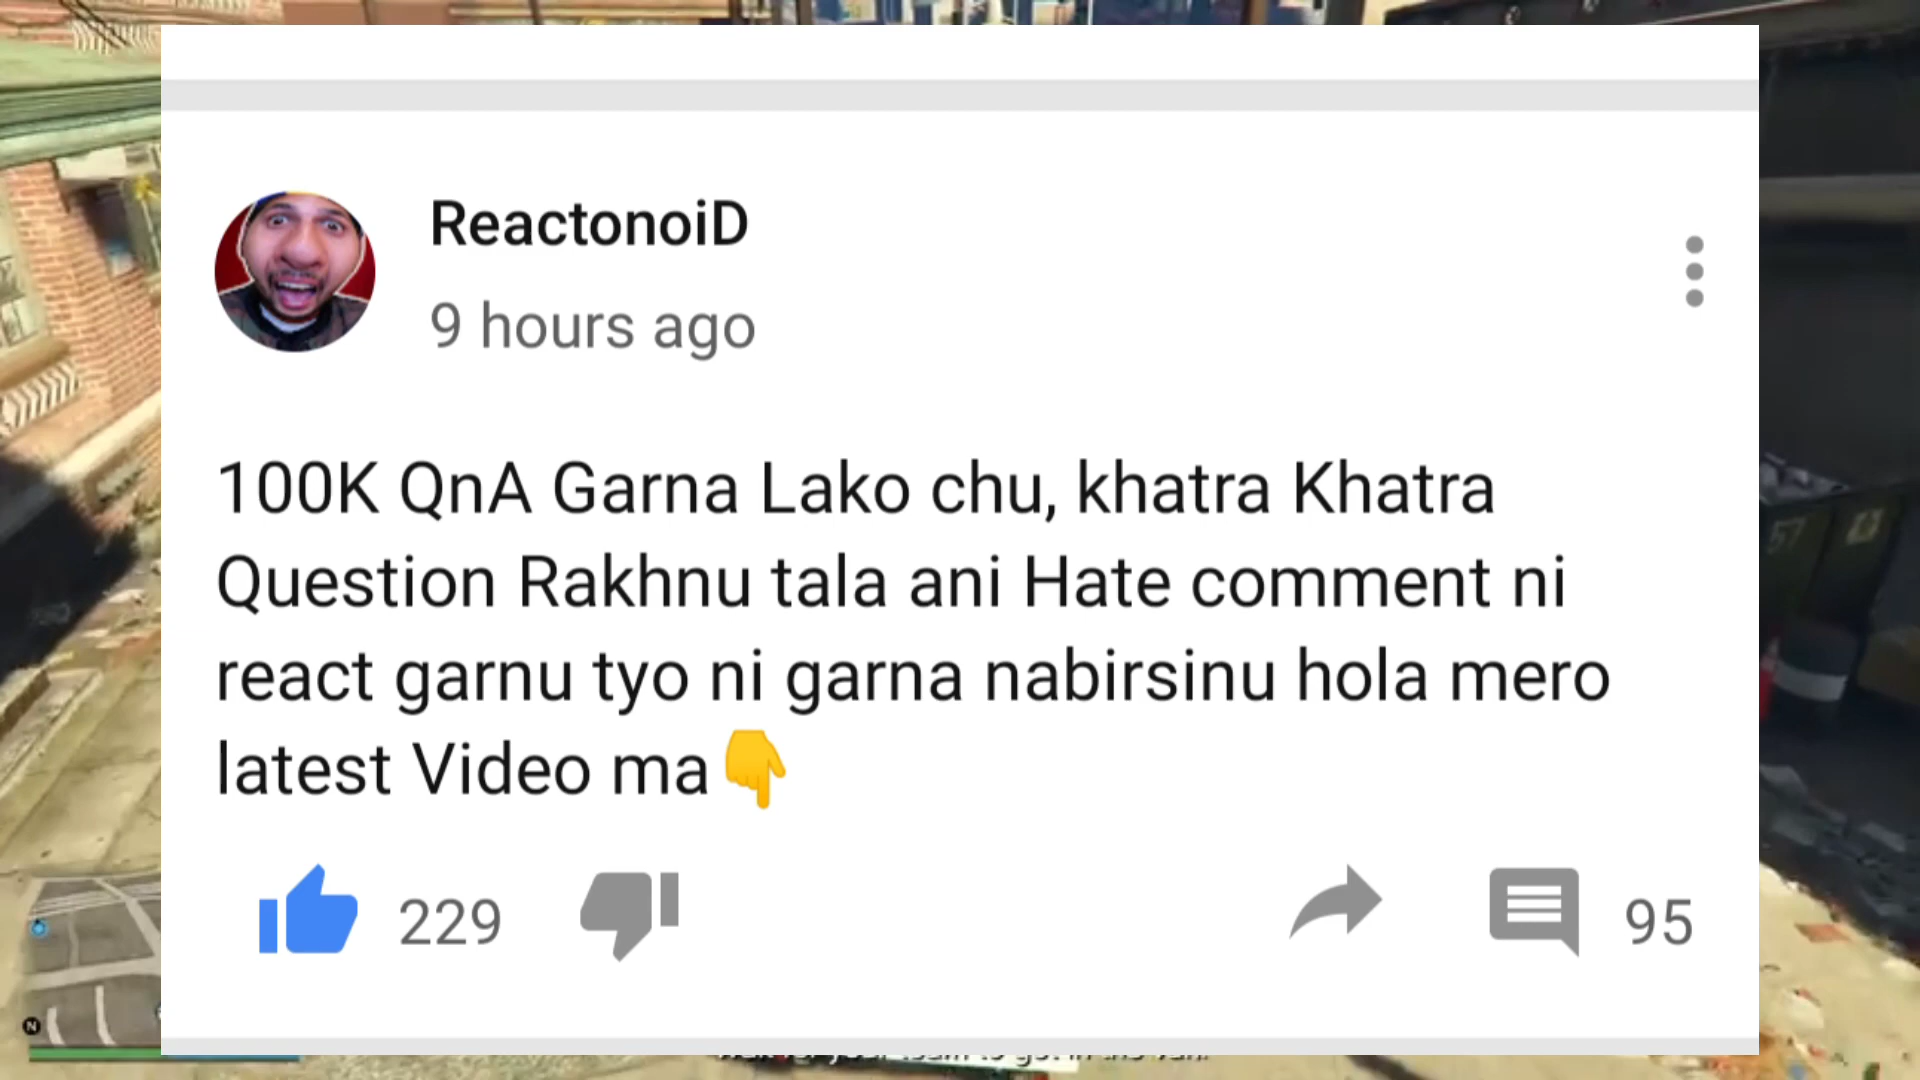 ReactonoiD
9 hours ago
100K QnA Garna Lako chu, khatra Khatra
Question Rakhnu tala ani Hate comment ni
react garnu tyo ni garna nabirsinu hola mero
latest Video ma👇
229
95
57
N